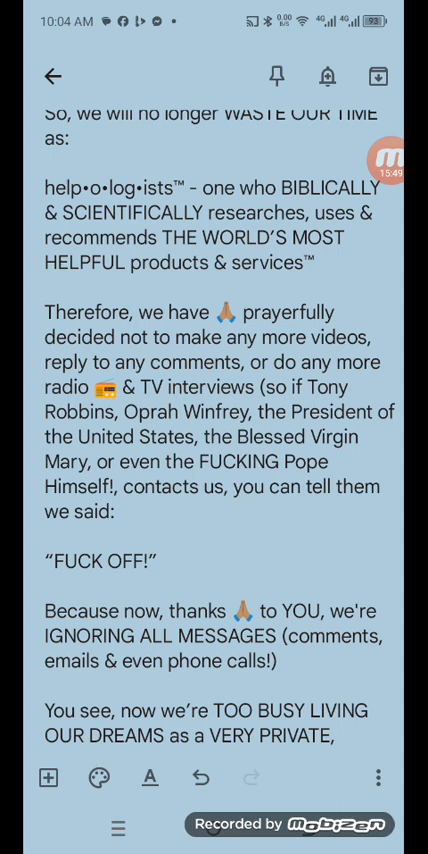 10:04 AM 0.00 B/S 4G 4G 93
So, we will no longer WASTE OUR TIME
as:
15:49
help•o•log•ists™ - one who BIBLICALLY
& SCIENTIFICALLY researches, uses &
recommends THE WORLD’S MOST
HELPFUL products & services™
Therefore, we have 🙏🏽 prayerfully
decided not to make any more videos,
reply to any comments, or do any more
radio 📻 & TV interviews (so if Tony
Robbins, Oprah Winfrey, the President of
the United States, the Blessed Virgin
Mary, or even the FUCKING Pope
Himself!, contacts us, you can tell them
we said:
“FUCK OFF!”
Because now, thanks 🙏🏽 to YOU, we're
IGNORING ALL MESSAGES (comments,
emails & even phone calls!)
You see, now we’re TOO BUSY LIVING
OUR DREAMS as a VERY PRIVATE,
A
Recorded by mobizen